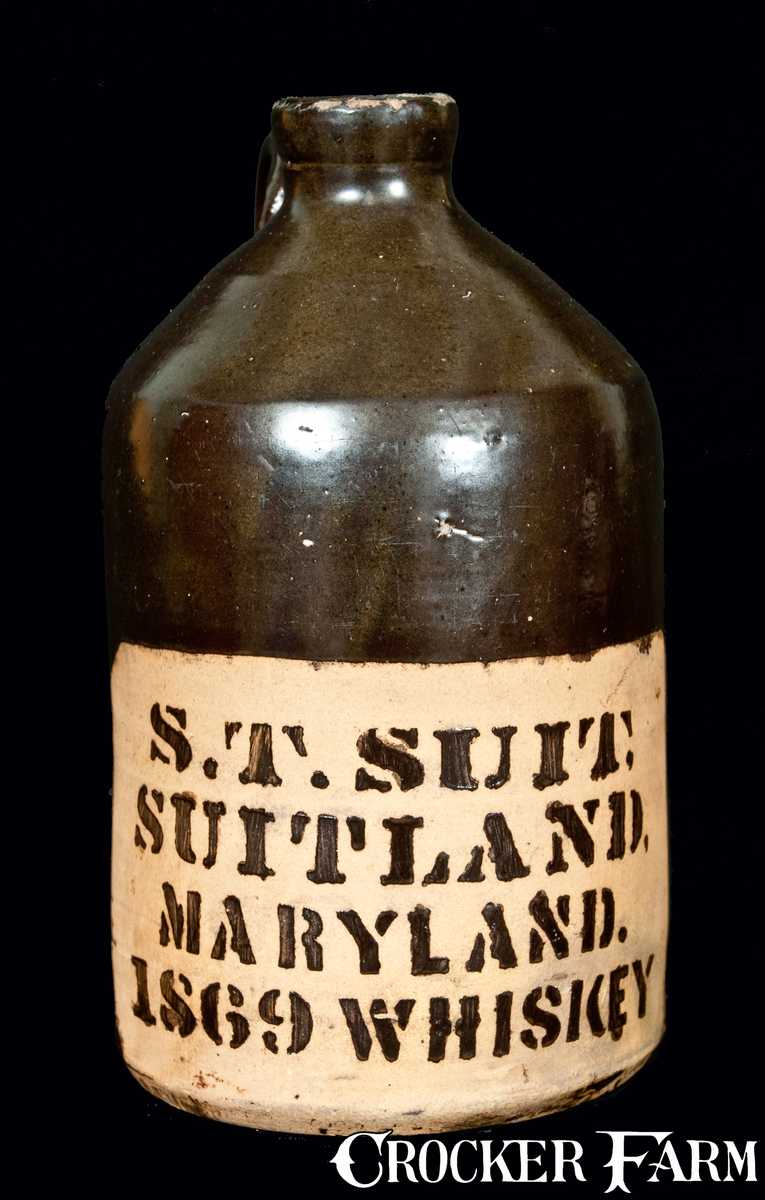 S.T. SUIT,
SUITLAND,
MARYLAND.
1869 WHISKEY
CROCKER FARM